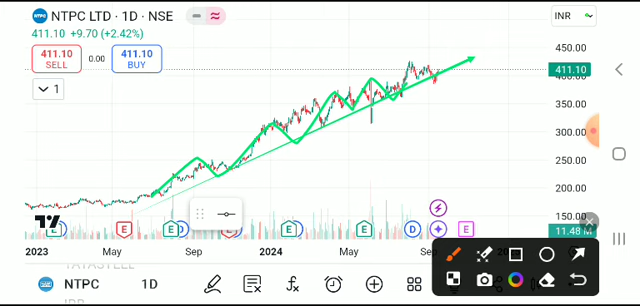 NTPC LTD · 1D · NSE
INR
411.10 +9.70 (+2.42%)
411.10 SELL
0.00
411.10 BUY
1
450.00
411.10
400.00
350.00
300.00
250.00
200.00
150.00
11.48 M
E D E E D E D E E D E D E
2023 May Sep 2024 May Sep
NTPC 1D